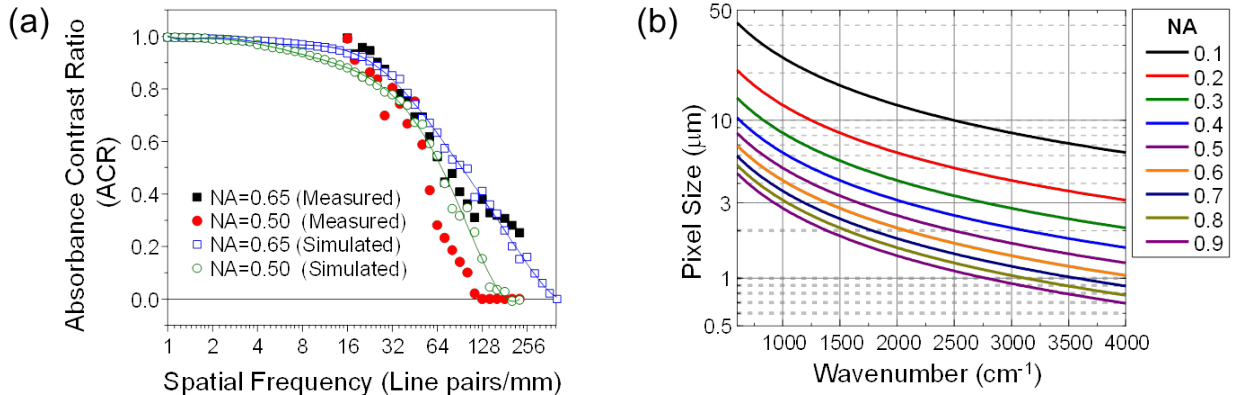 (a)
Absorbance Contrast Ratio
(ACR)
1.0
0.8
0.6
0.4
0.2
0.0
NA=0.65 (Measured)
NA=0.50 (Measured)
NA=0.65 (Simulated)
NA=0.50 (Simulated)
1 2 4 8 16 32 64 128 256
Spatial Frequency (Line pairs/mm)
(b)
Pixel Size (μm)
50
10
3
1
0.5
1000 1500 2000 2500 3000 3500 4000
Wavenumber (cm⁻¹)
NA
0.1
0.2
0.3
0.4
0.5
0.6
0.7
0.8
0.9